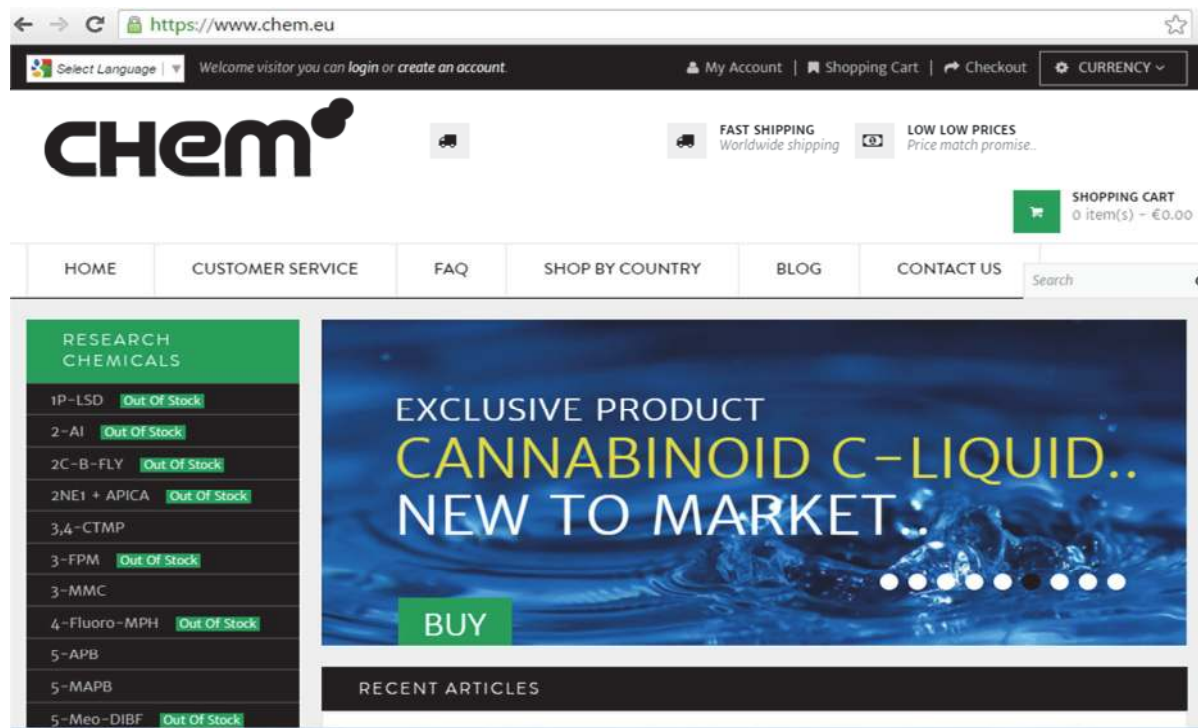 https://www.chem.eu
Select Language
Welcome visitor you can login or create an account.
My Account | Shopping Cart | Checkout
CURRENCY
CHem
FAST SHIPPING
Worldwide shipping
LOW LOW PRICES
Price match promise..
SHOPPING CART
0 item(s) - €0.00
HOME
CUSTOMER SERVICE
FAQ
SHOP BY COUNTRY
BLOG
CONTACT US
Search
RESEARCH
CHEMICALS
1P-LSD Out Of Stock
2-AI Out Of Stock
2C-B-FLY Out Of Stock
2NE1 + APICA Out Of Stock
3,4-CTMP
3-FPM Out Of Stock
3-MMC
4-Fluoro-MPH Out Of Stock
5-APB
5-MAPB
5-Meo-DIBF Out Of Stock
EXCLUSIVE PRODUCT
CANNABINOID C-LIQUID..
NEW TO MARKET..
BUY
RECENT ARTICLES